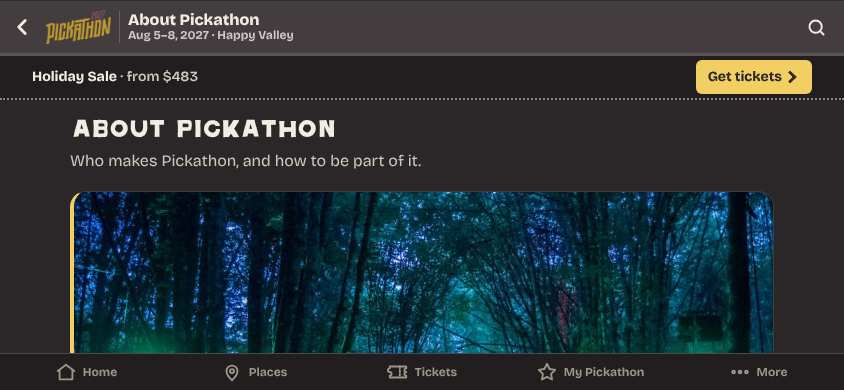 PICKATHON
About Pickathon
Aug 5–8, 2027 · Happy Valley
Holiday Sale · from $483
Get tickets
ABOUT PICKATHON
Who makes Pickathon, and how to be part of it.
Home
Places
Tickets
My Pickathon
More